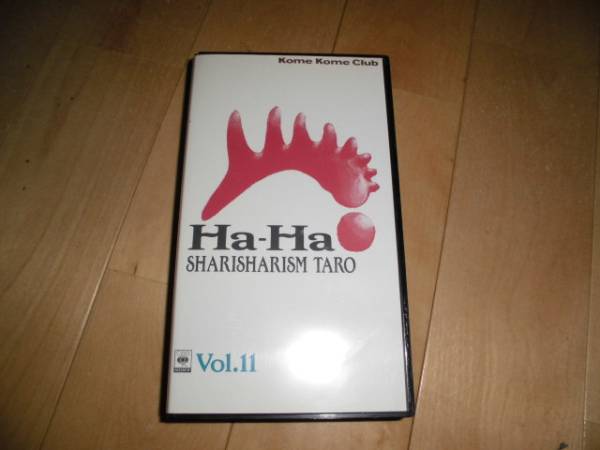 Kome Kome Club
Ha-Ha
SHARISHARISM TARO
Vol.11